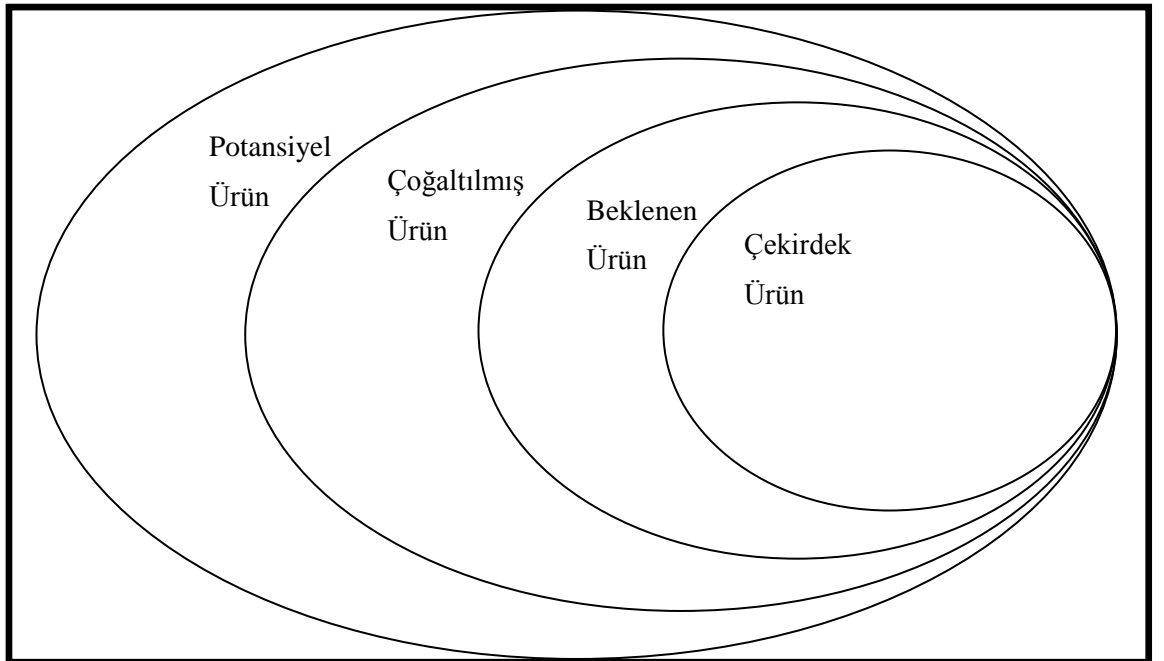 Potansiyel
Ürün
Çoğaltılmış
Ürün
Beklenen
Ürün
Çekirdek
Ürün